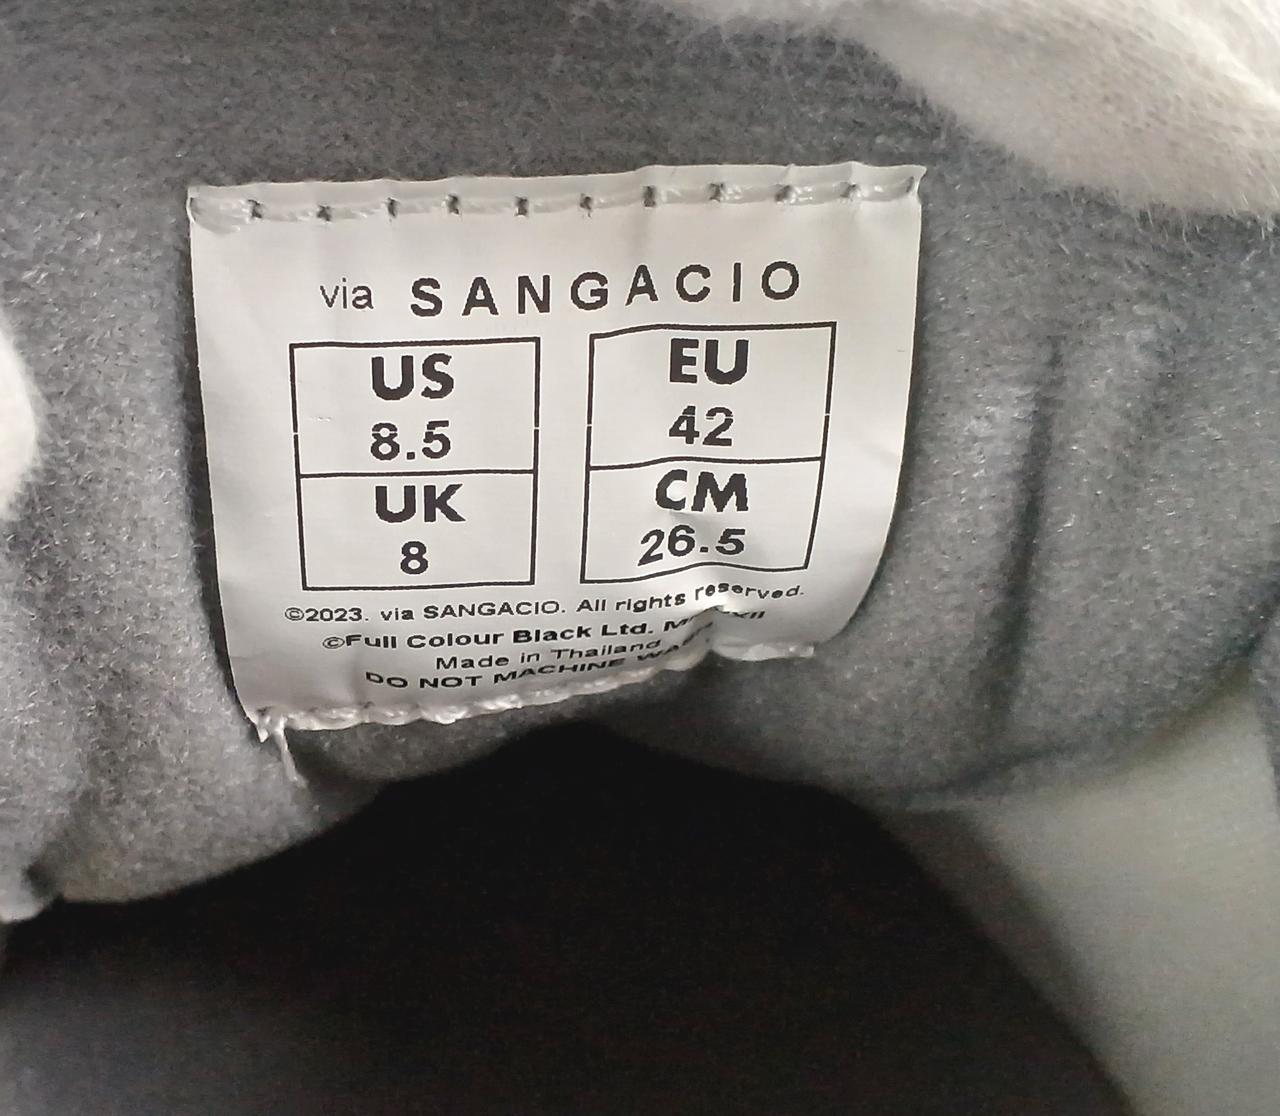 via SANGACIO
US
8.5
UK
8
EU
42
CM
26.5
©2023. via SANGACIO. All rights reserved.
©Full Colour Black Ltd.
Made in Thailand
DO NOT MACHINE